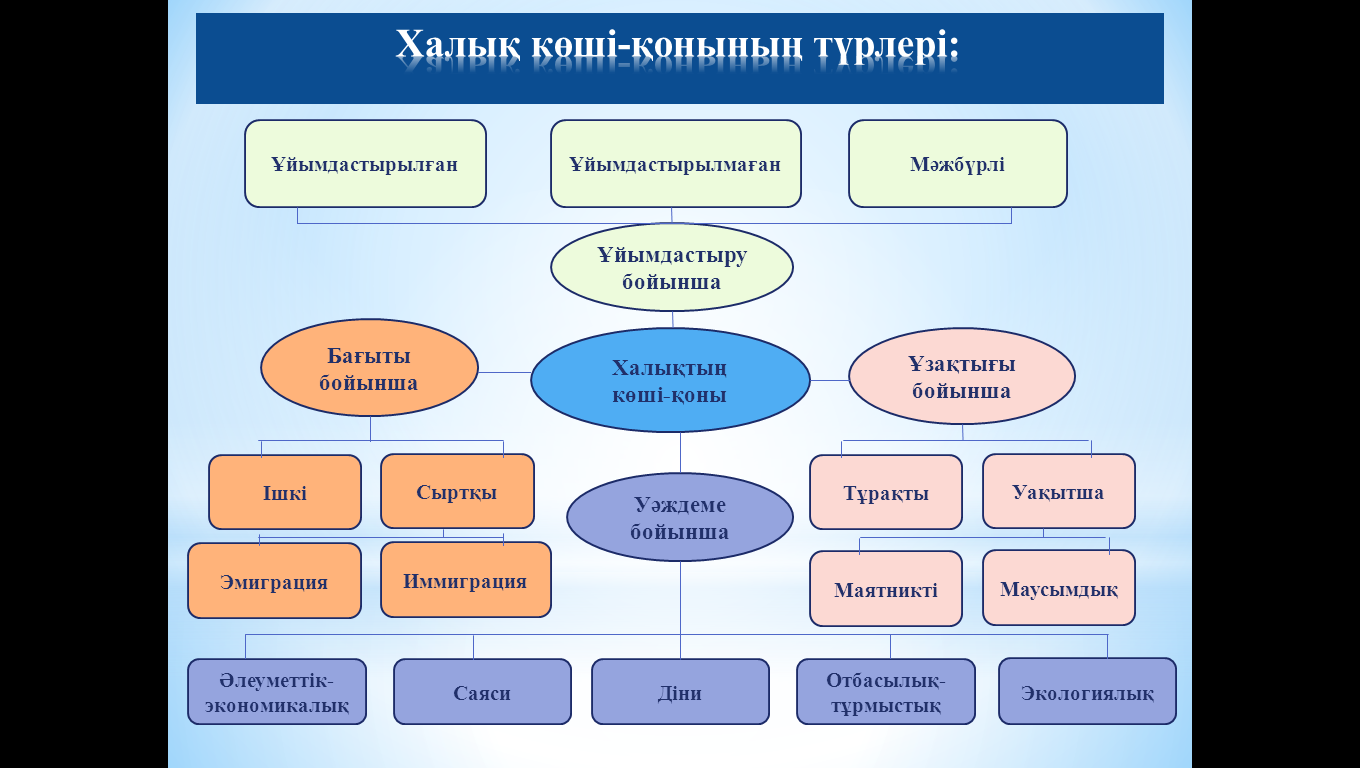 Халық көші-қонының түрлері:
Ұйымдастырылған
Ұйымдастырылмаған
Мәжбүрлі
Ұйымдастыру
бойынша
Бағыты
бойынша
Халықтың
көші-қоны
Ұзақтығы
бойынша
Ішкі
Сыртқы
Уәждеме
бойынша
Тұрақты
Уақытша
Эмиграция
Иммиграция
Маятникті
Маусымдық
Әлеуметтік-
экономикалық
Саяси
Діни
Отбасылық-
тұрмыстық
Экологиялық